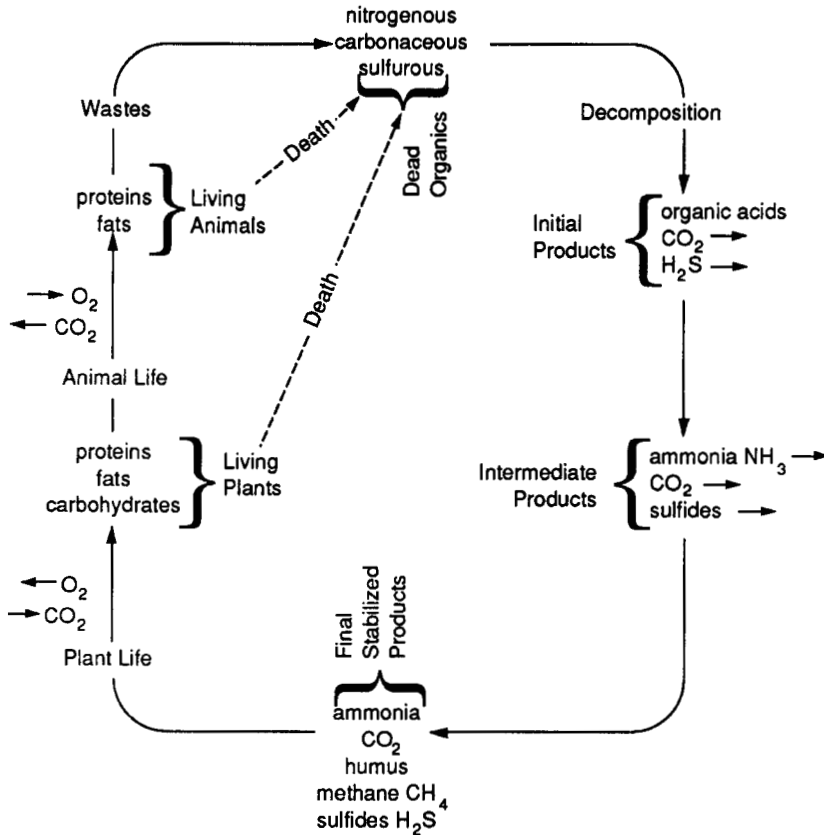 nitrogenous
carbonaceous
sulfurous
Wastes
Decomposition
Death
Dead
Organics
proteins
fats
Living
Animals
Initial
Products
organic acids
CO₂
H₂S
Death
O₂
CO₂
Animal Life
proteins
fats
carbohydrates
Living
Plants
Intermediate
Products
ammonia NH₃
CO₂
sulfides
O₂
CO₂
Plant Life
Final
Stabilized
Products
ammonia
CO₂
humus
methane CH₄
sulfides H₂S